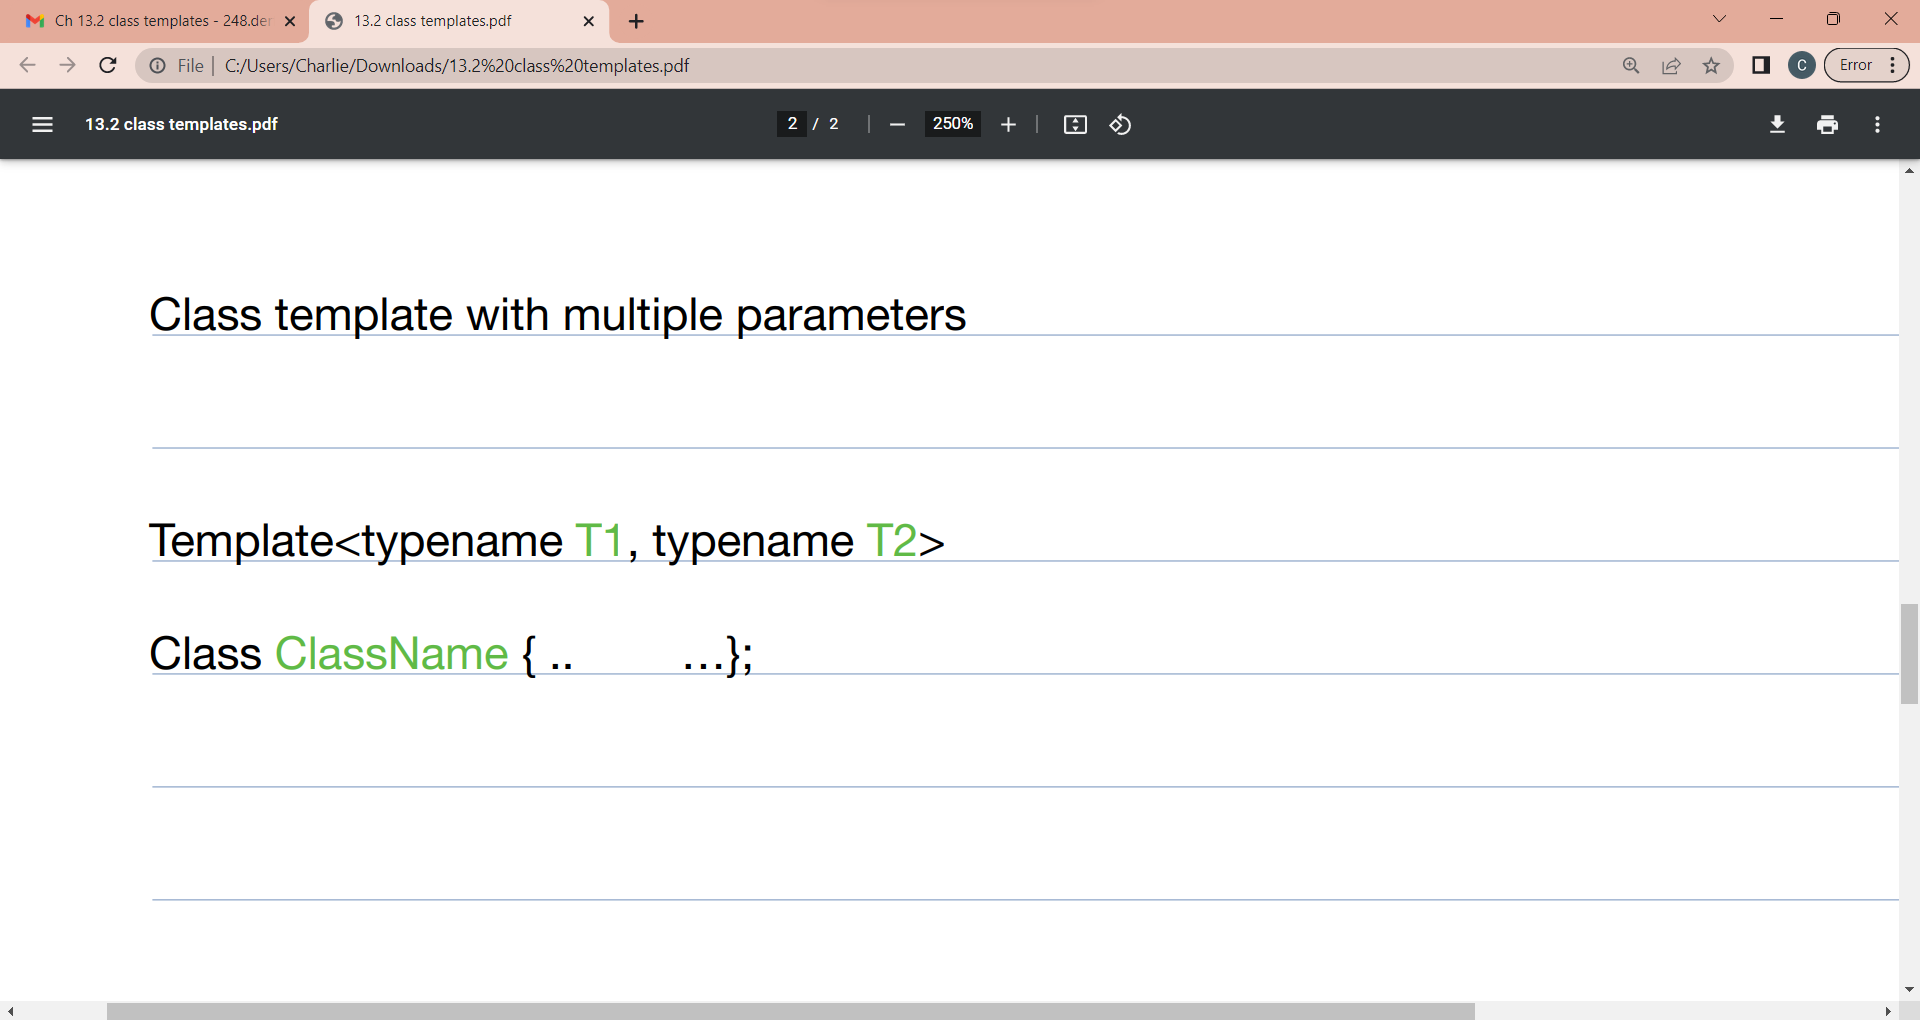 Ch 13.2 class templates - 248.der
13.2 class templates.pdf
File
C:/Users/Charlie/Downloads/13.2%20class%20templates.pdf
C
Error
13.2 class templates.pdf
2 / 2
250%
Class template with multiple parameters
Template<typename T1, typename T2>
Class ClassName { .. ...};